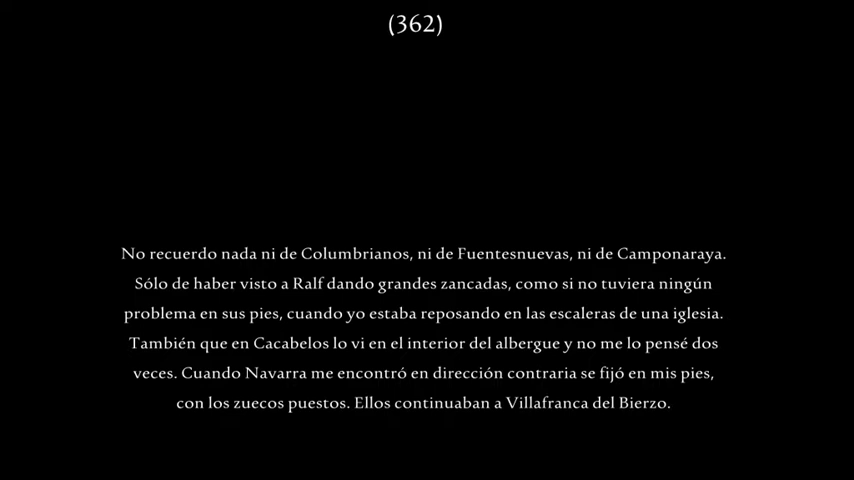 (362)
No recuerdo nada ni de Columbrianos, ni de Fuentesnuevas, ni de Camponaraya.
Sólo de haber visto a Ralf dando grandes zancadas, como si no tuviera ningún
problema en sus pies, cuando yo estaba reposando en las escaleras de una iglesia.
También que en Cacabelos lo vi en el interior del albergue y no me lo pensé dos
veces. Cuando Navarra me encontró en dirección contraria se fijó en mis pies,
con los zuecos puestos. Ellos continuaban a Villafranca del Bierzo.